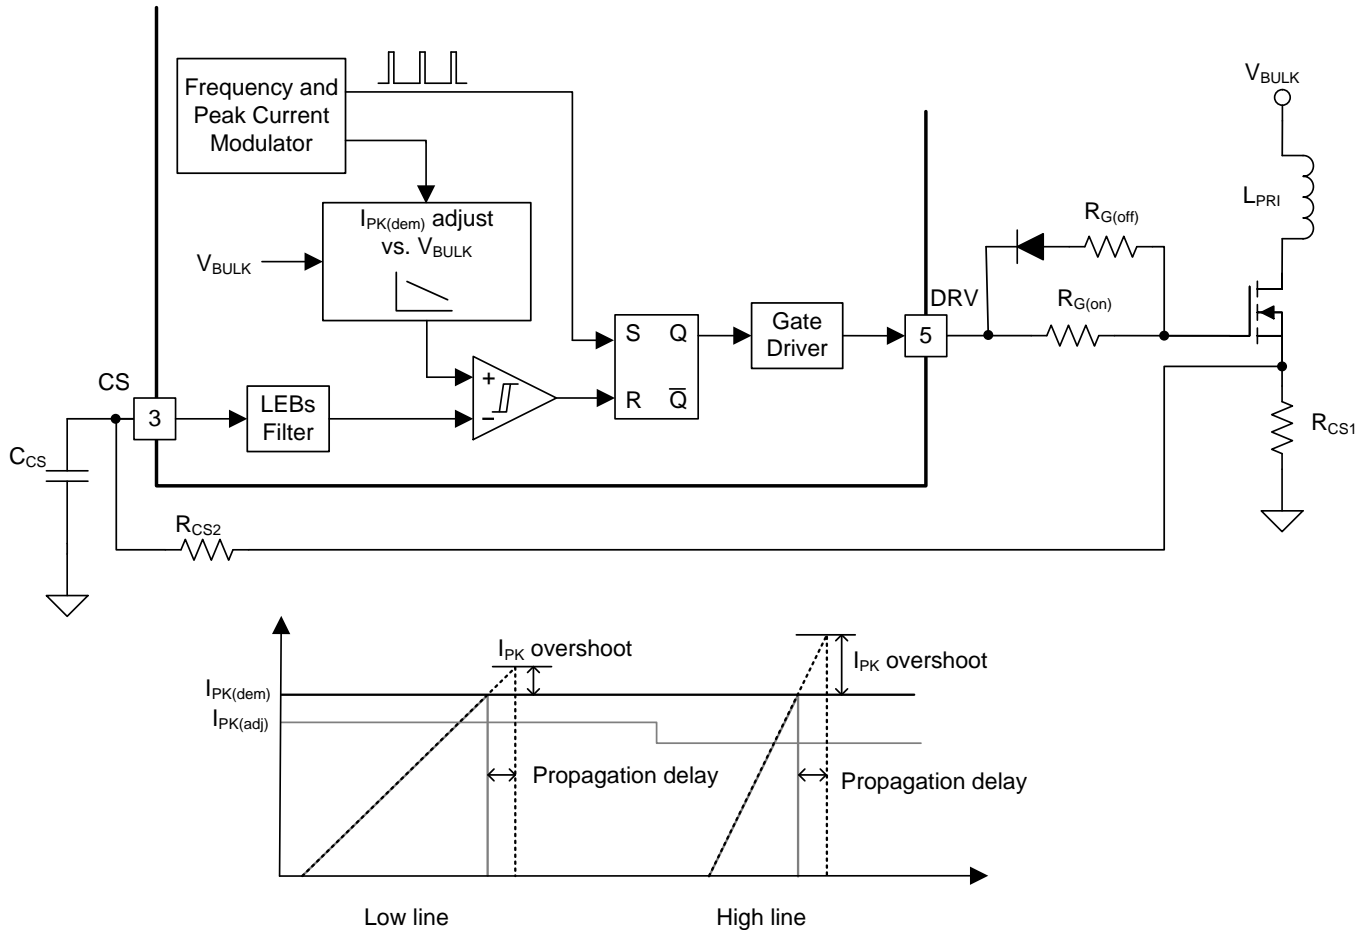 Frequency and
Peak Current
Modulator
V_BULK
I_PK(dem) adjust
vs. V_BULK
V_BULK
L_PRI
R_G(off)
R_G(on)
DRV
5
Gate
Driver
S Q
R Q̅
+
−
CS
3
LEBs
Filter
C_CS
R_CS1
R_CS2
I_PK overshoot
I_PK overshoot
I_PK(dem)
I_PK(adj)
Propagation delay
Propagation delay
Low line
High line